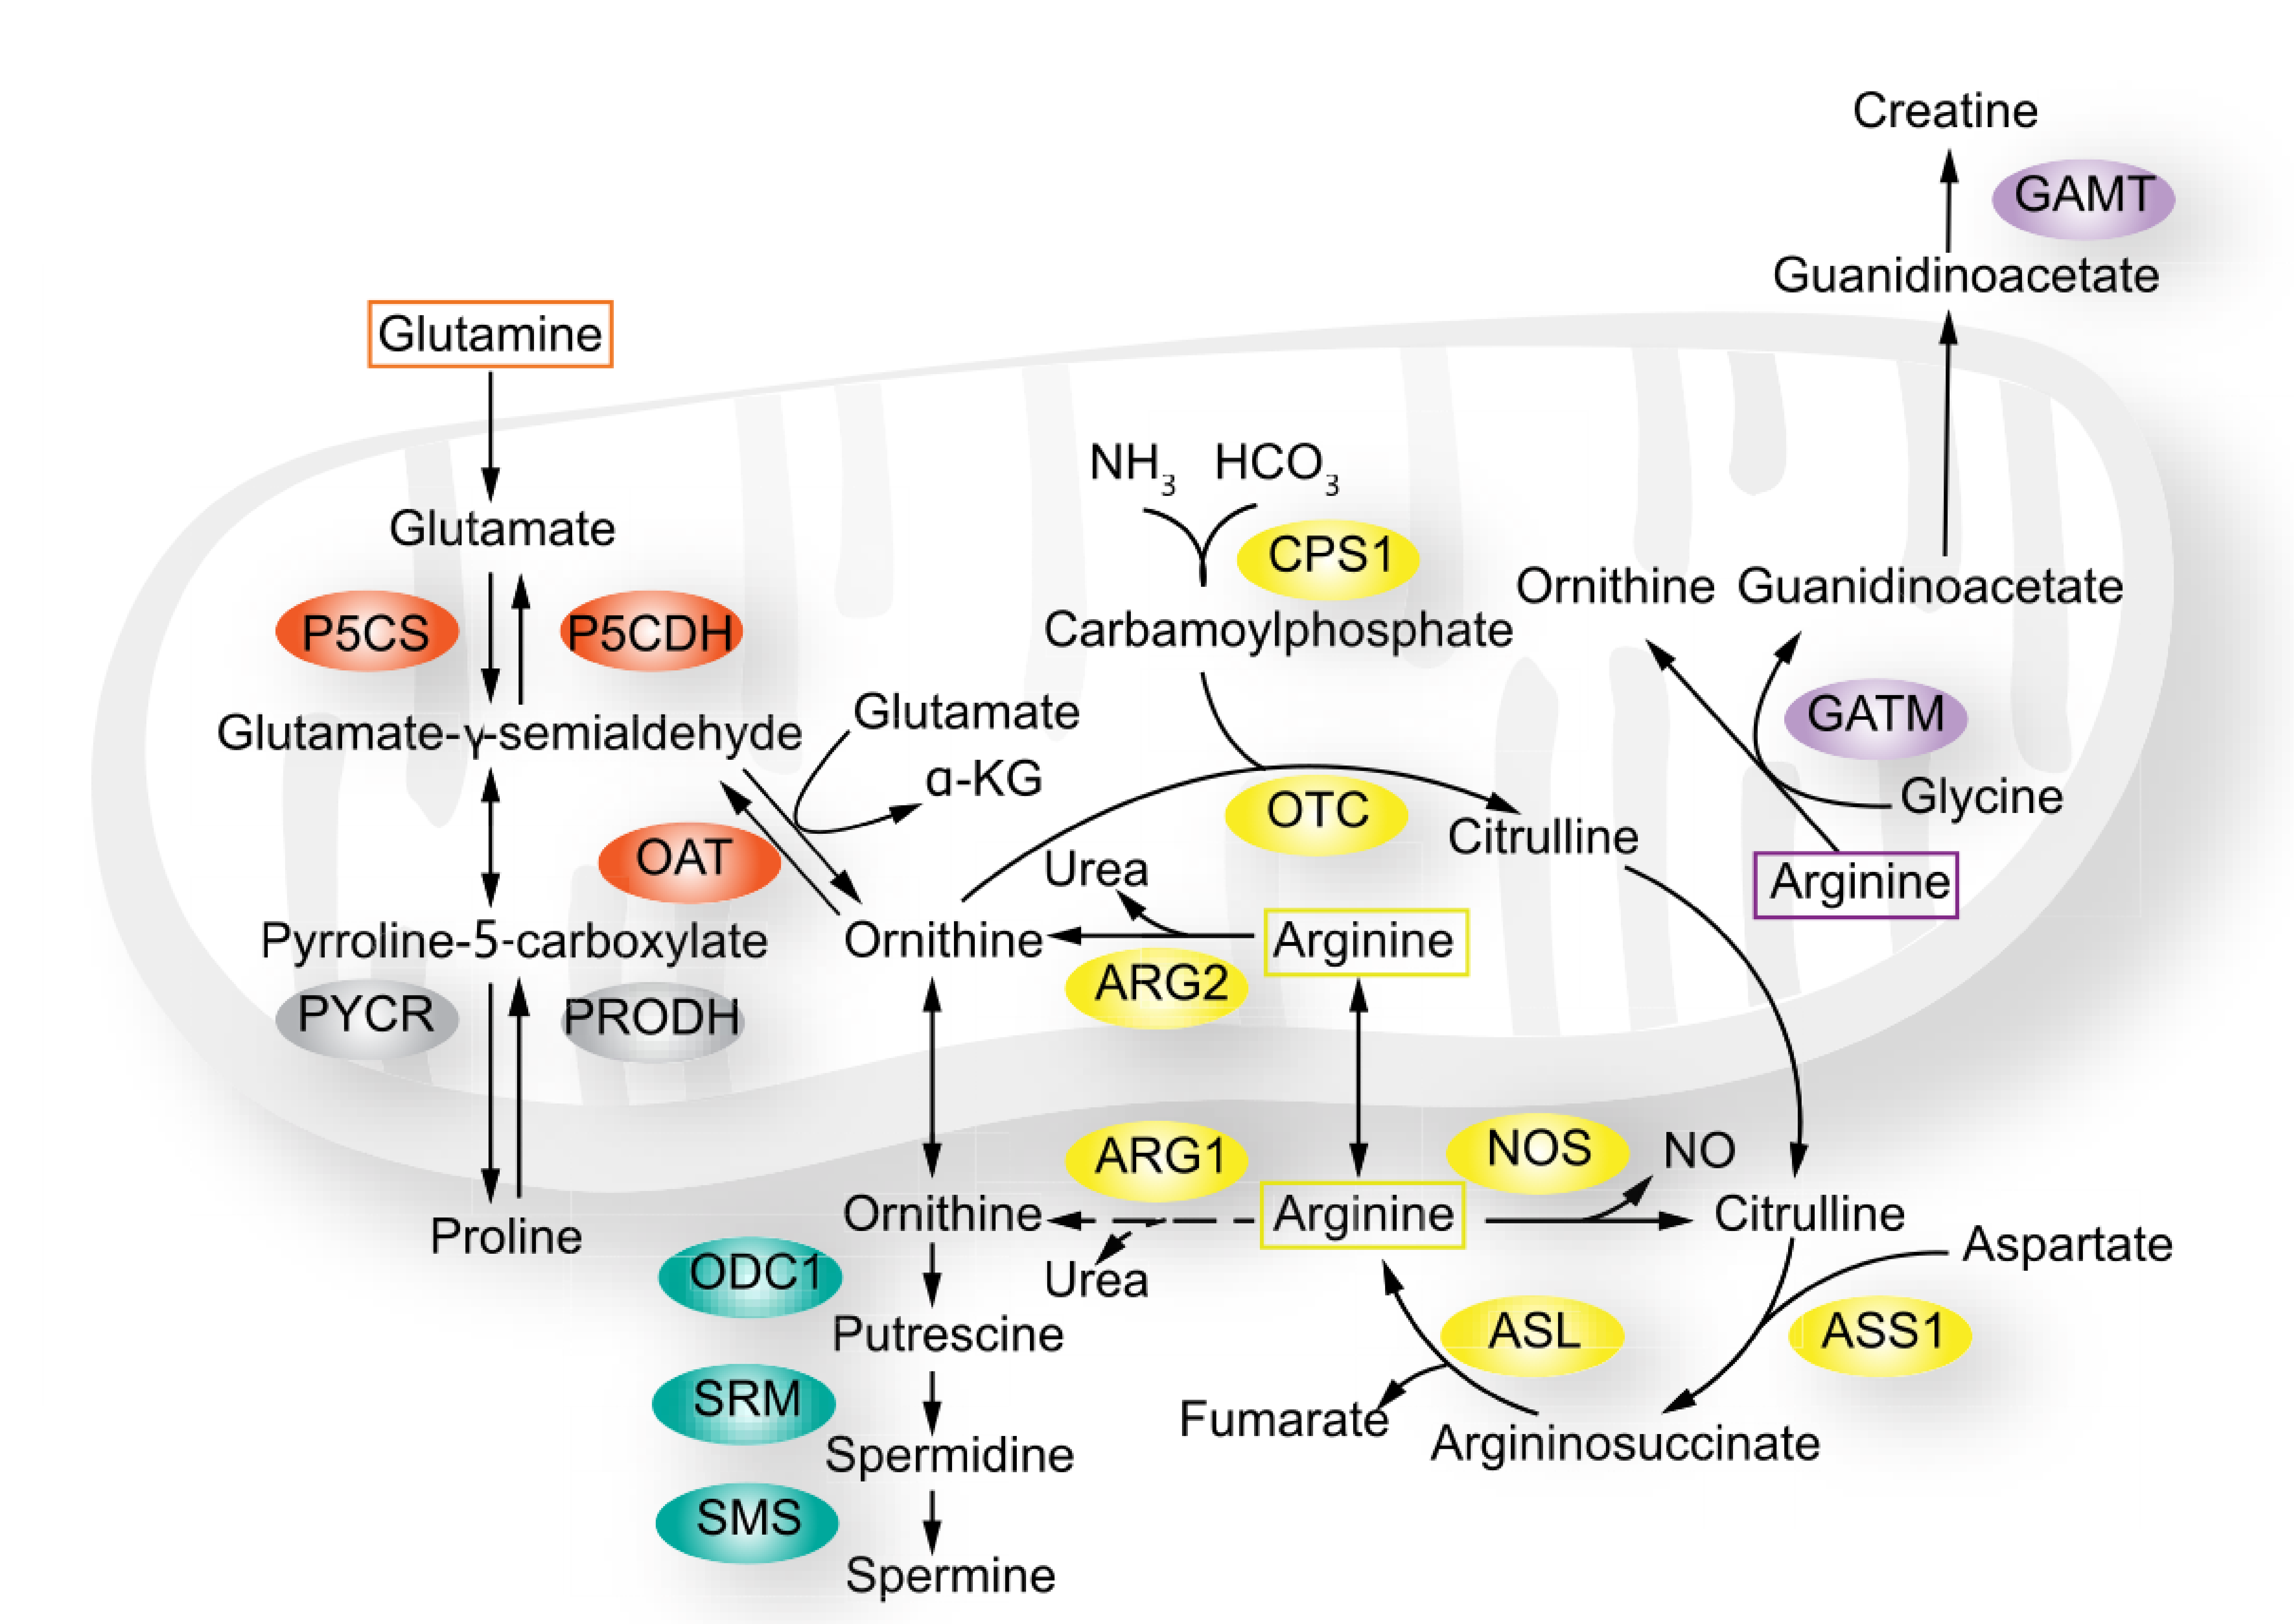 Creatine
GAMT
Guanidinoacetate
Glutamine
Glutamate
P5CS
P5CDH
Glutamate-γ-semialdehyde
Glutamate
α-KG
OAT
Pyrroline-5-carboxylate
PYCR
PRODH
Proline
NH3 HCO3
CPS1
Carbamoylphosphate
OTC
Citrulline
Urea
Ornithine
Arginine
ARG2
Ornithine
Guanidinoacetate
GATM
Glycine
Arginine
ARG1
NOS
NO
Ornithine
Arginine
Citrulline
Urea
Aspartate
ODC1
Putrescine
ASL
ASS1
SRM
Fumarate
Argininosuccinate
Spermidine
SMS
Spermine